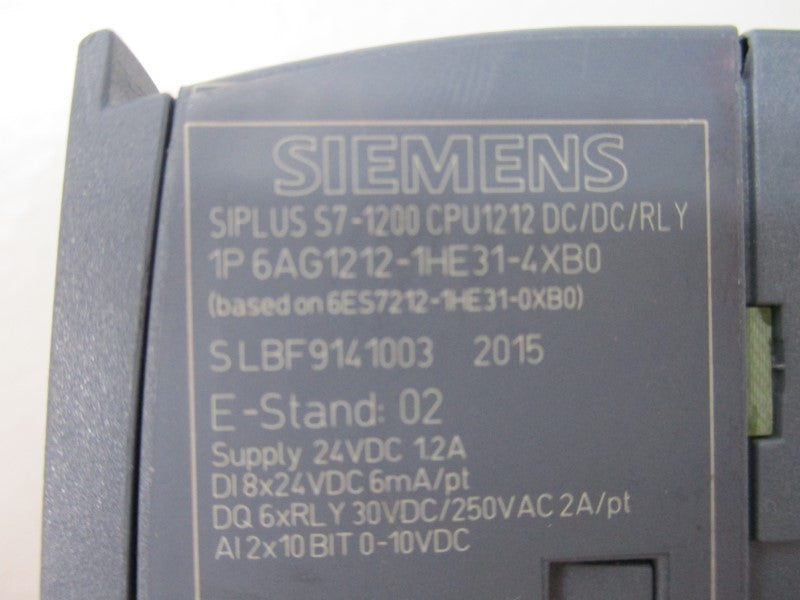 SIEMENS
SIPLUS S7-1200 CPU1212 DC/DC/RLY
1P 6AG1212-1HE31-4XB0
(based on 6ES7212-1HE31-0XB0)
S LBF9141003 2015
E-Stand: 02
Supply 24VDC 1.2A
DI 8x24VDC 6mA/pt
DQ 6xRLY 30VDC/250VAC 2A/pt
AI 2x10BIT 0-10VDC